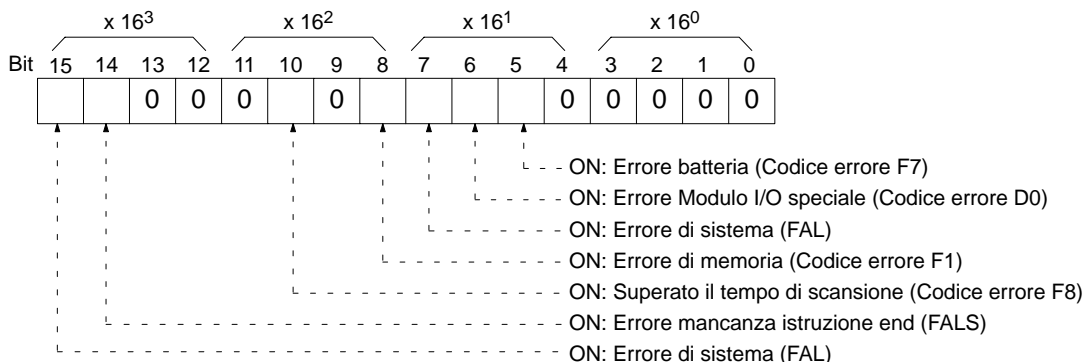 x 16³ x 16² x 16¹ x 16⁰
Bit 15 14 13 12 11 10 9 8 7 6 5 4 3 2 1 0
0 0 0 0 0 0 0 0 0
ON: Errore batteria (Codice errore F7)
ON: Errore Modulo I/O speciale (Codice errore D0)
ON: Errore di sistema (FAL)
ON: Errore di memoria (Codice errore F1)
ON: Superato il tempo di scansione (Codice errore F8)
ON: Errore mancanza istruzione end (FALS)
ON: Errore di sistema (FAL)